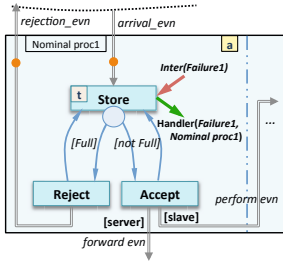 rejection_evn
arrival_evn
Nominal proc1
a
t
Store
Inter(Failure1)
Handler(Failure1,
Nominal proc1)
...
[Full]
[not Full]
Reject
Accept
perform evn
[server]
[slave]
forward evn